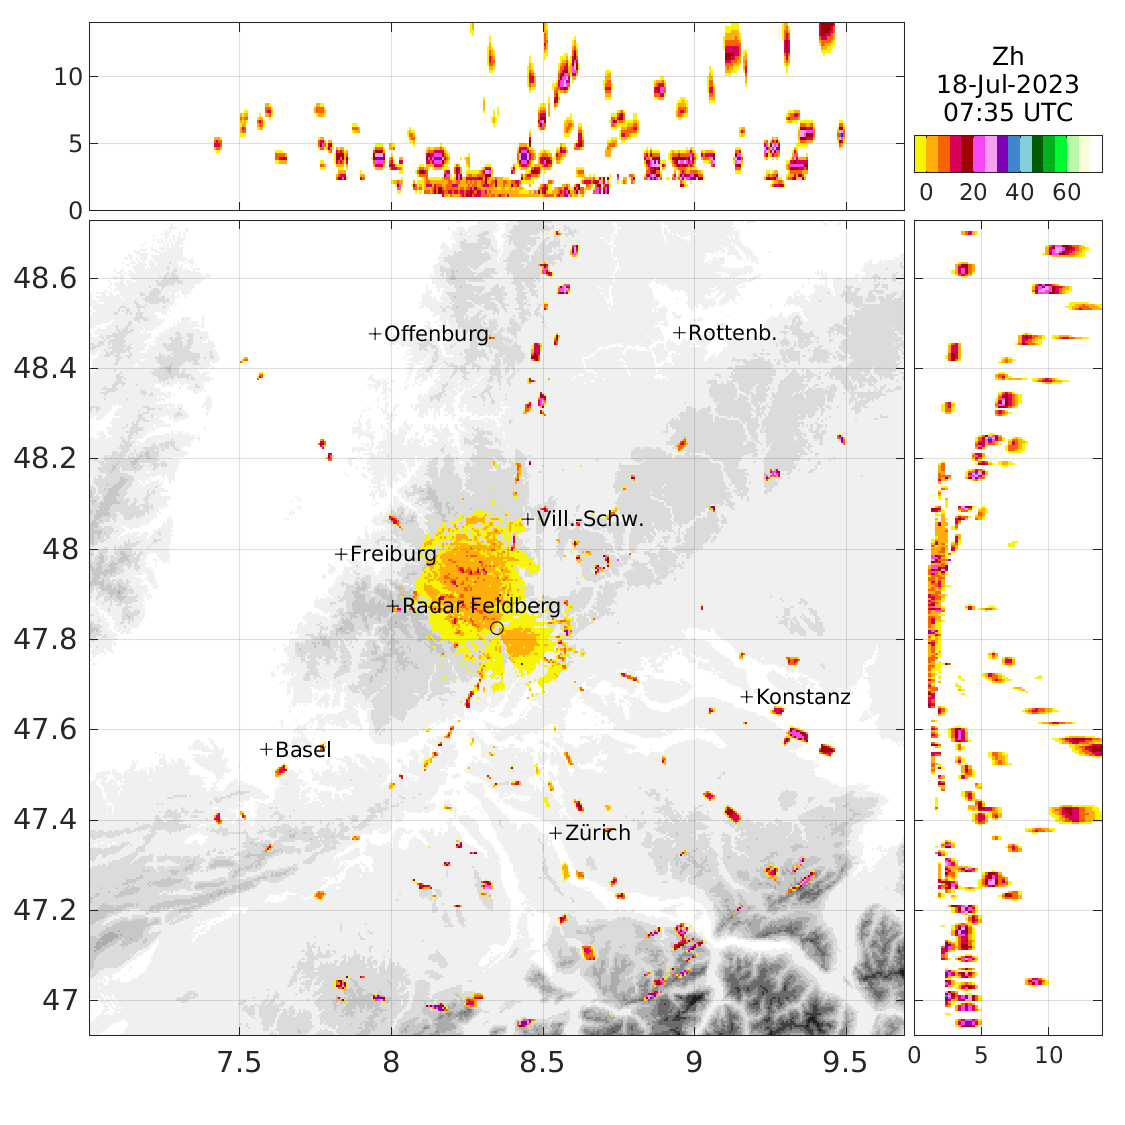 10
5
0
Zh
18-Jul-2023
07:35 UTC
0 20 40 60
48.6
48.4
48.2
48
47.8
47.6
47.4
47.2
47
+Offenburg
+Rottenb.
+Vill.-Schw.
+Freiburg
+Radar Feldberg
+Konstanz
+Basel
+Zürich
7.5 8 8.5 9 9.5
0 5 10